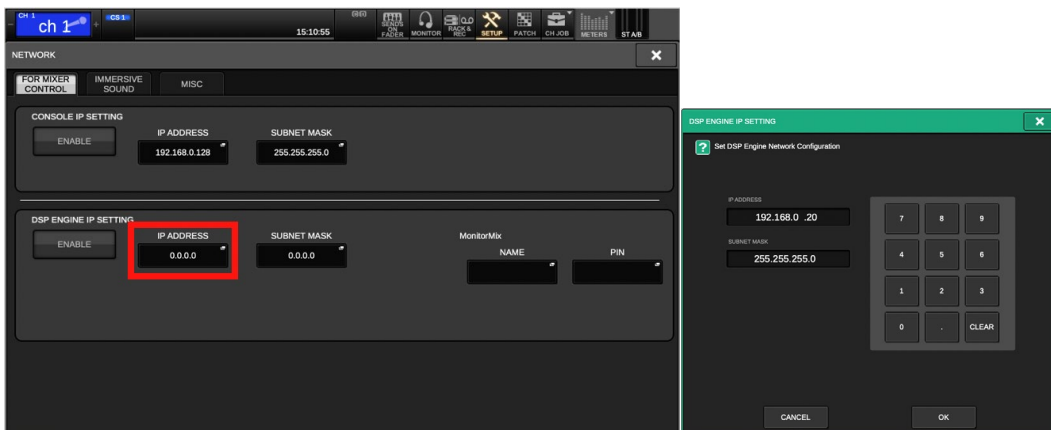 CH 1
ch 1
CS 1
15:10:55
SENDS ON FADER
MONITOR
RACK & REC
SETUP
PATCH
CH JOB
METERS
ST A/B
NETWORK
FOR MIXER CONTROL
IMMERSIVE SOUND
MISC
CONSOLE IP SETTING
ENABLE
IP ADDRESS
SUBNET MASK
192.168.0.128
255.255.255.0
DSP ENGINE IP SETTING
ENABLE
IP ADDRESS
SUBNET MASK
0.0.0.0
0.0.0.0
MonitorMix
NAME
PIN
DSP ENGINE IP SETTING
? Set DSP Engine Network Configuration
IP ADDRESS
192.168.0 .20
SUBNET MASK
255.255.255.0
7 8 9
4 5 6
1 2 3
0 . CLEAR
CANCEL
OK